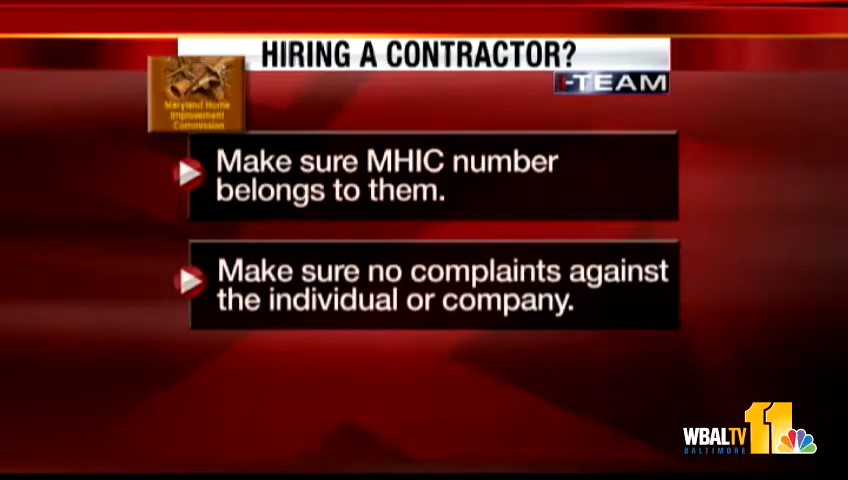 HIRING A CONTRACTOR?
I-TEAM
Maryland Home
Improvement
Commission
Make sure MHIC number
belongs to them.
Make sure no complaints against
the individual or company.
WBALTV 11
BALTIMORE